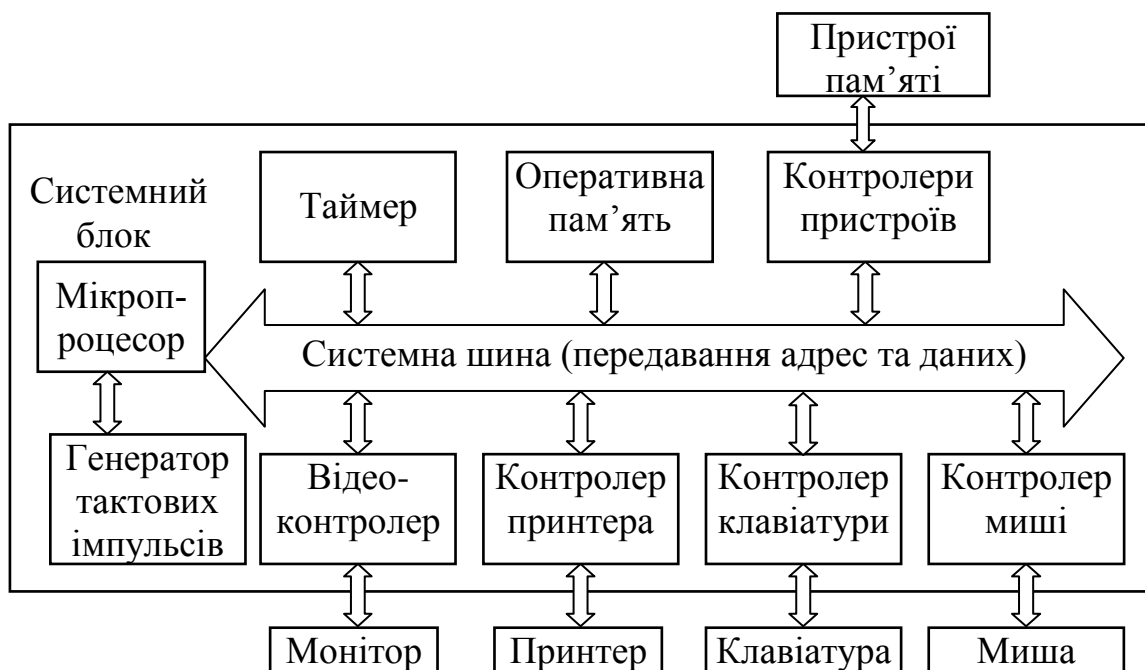 Пристрої
пам’яті
Системний
блок
Таймер
Оперативна
пам’ять
Контролери
пристроїв
Мікроп-
роцесор
Системна шина (передавання адрес та даних)
Генератор
тактових
імпульсів
Відео-
контролер
Контролер
принтера
Контролер
клавіатури
Контролер
миші
Монітор
Принтер
Клавіатура
Миша